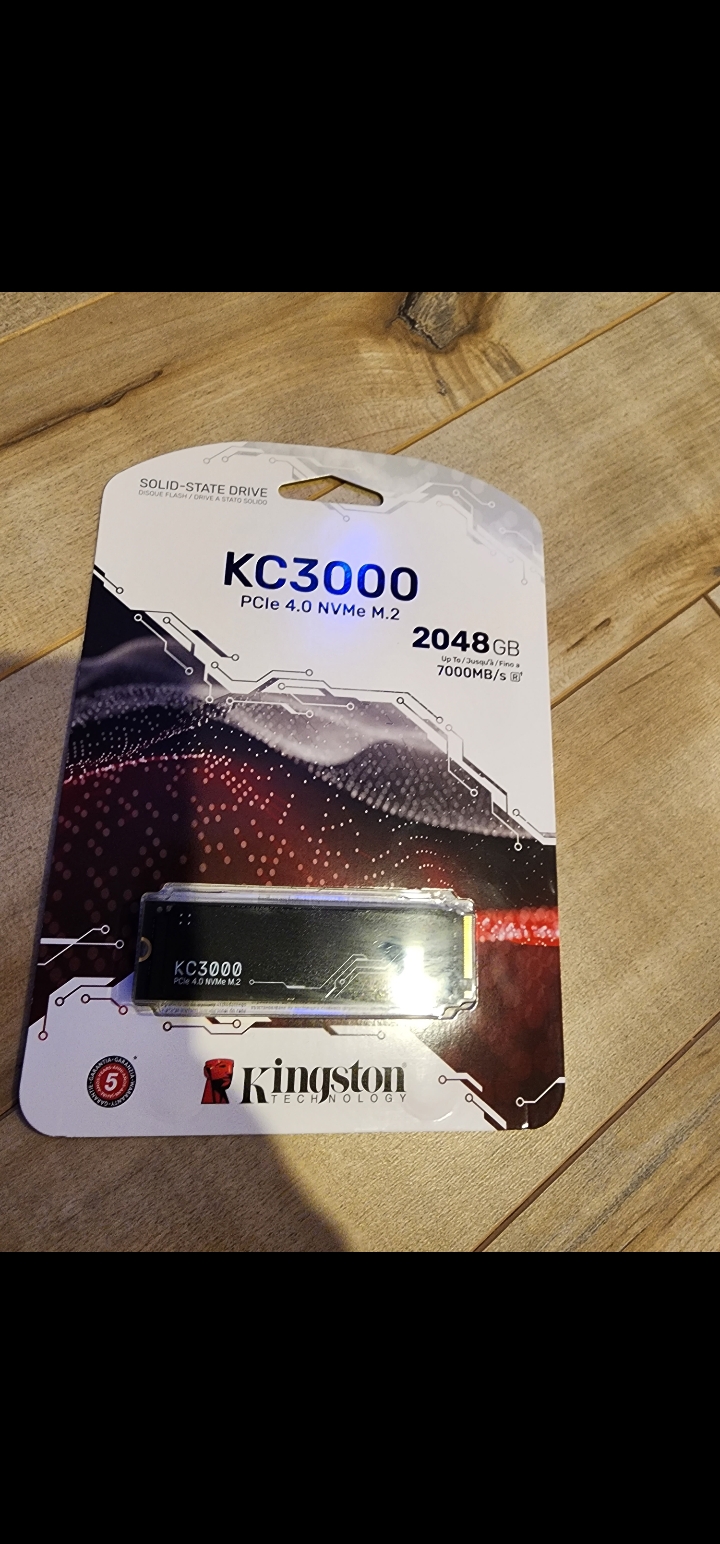 SOLID-STATE DRIVE
DISQUE FLASH / DRIVE A STATO SOLIDO
KC3000
PCIe 4.0 NVMe M.2
2048GB
Up To / Jusqu'à / Fino a
7000MB/s
KC3000
PCIe 4.0 NVMe M.2
5
Kingston
TECHNOLOGY